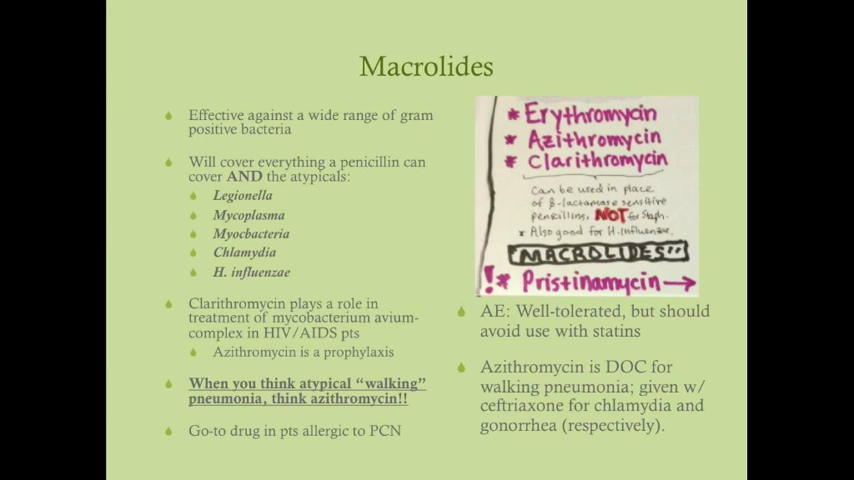 Macrolides
Effective against a wide range of gram
positive bacteria
Will cover everything a penicillin can
cover AND the atypicals:
Legionella
Mycoplasma
Myobacteria
Chlamydia
H. influenzae
Clarithromycin plays a role in
treatment of mycobacterium avium-
complex in HIV/AIDS pts
Azithromycin is a prophylaxis
When you think atypical “walking”
pneumonia, think azithromycin!!
Go-to drug in pts allergic to PCN
* Erythromycin
* Azithromycin
* Clarithromycin
Can be used in place
of β-lactamase sensitive
penicillins, NOT for Staph.
* Also good for H. Influenzae.
MACROLIDES
!* Pristinamycin →
AE: Well-tolerated, but should
avoid use with statins
Azithromycin is DOC for
walking pneumonia; given w/
ceftriaxone for chlamydia and
gonorrhea (respectively).